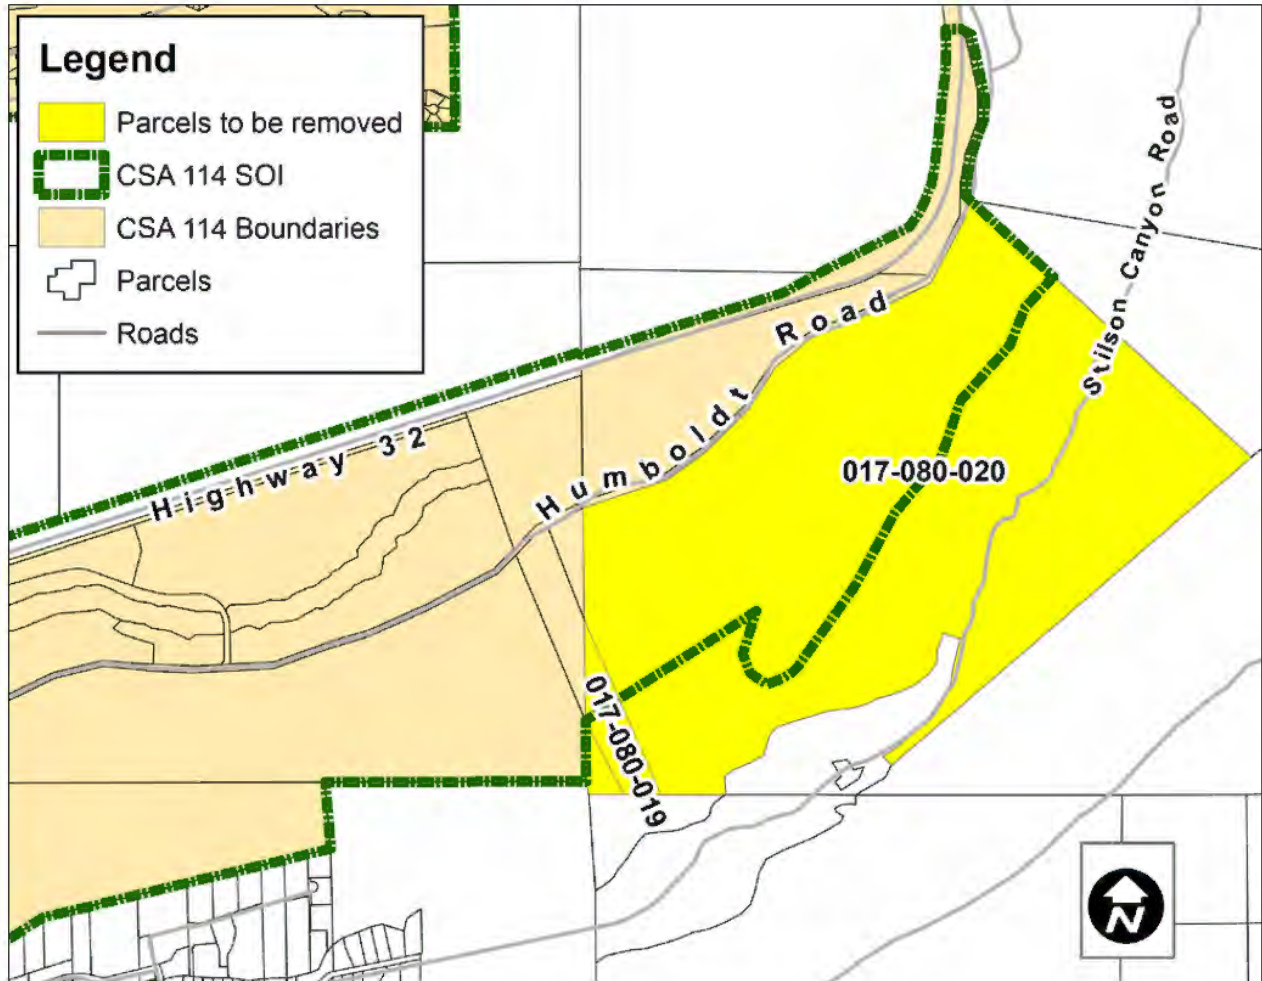 Legend
Parcels to be removed
CSA 114 SOI
CSA 114 Boundaries
Parcels
Roads
Stilson Canyon Road
Humboldt Road
Highway 32
017-080-020
017-080-019
N